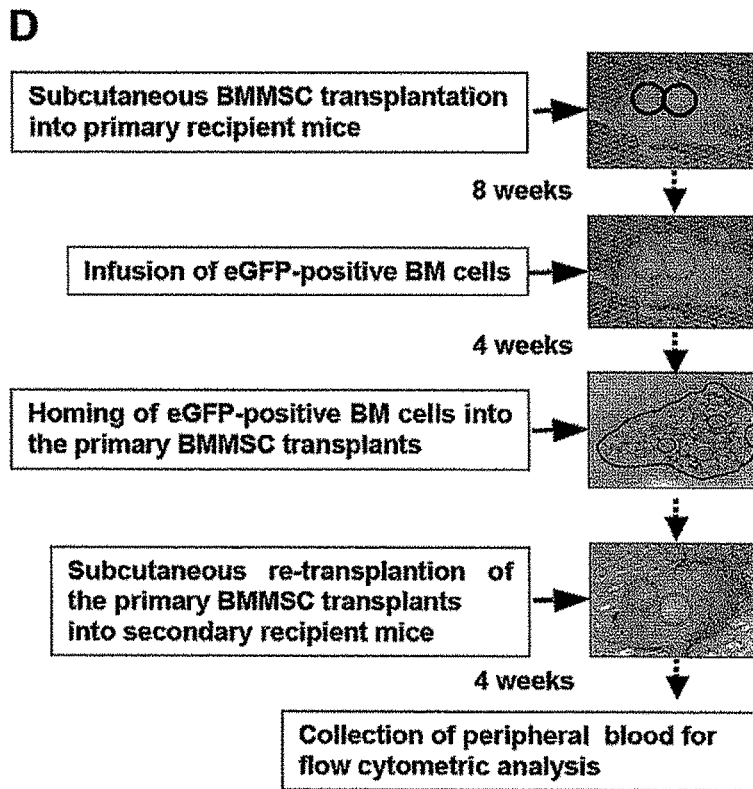 D
Subcutaneous BMMSC transplantation
into primary recipient mice
8 weeks
Infusion of eGFP-positive BM cells
4 weeks
Homing of eGFP-positive BM cells into
the primary BMMSC transplants
Subcutaneous re-transplantion of
the primary BMMSC transplants
into secondary recipient mice
4 weeks
Collection of peripheral blood for
flow cytometric analysis